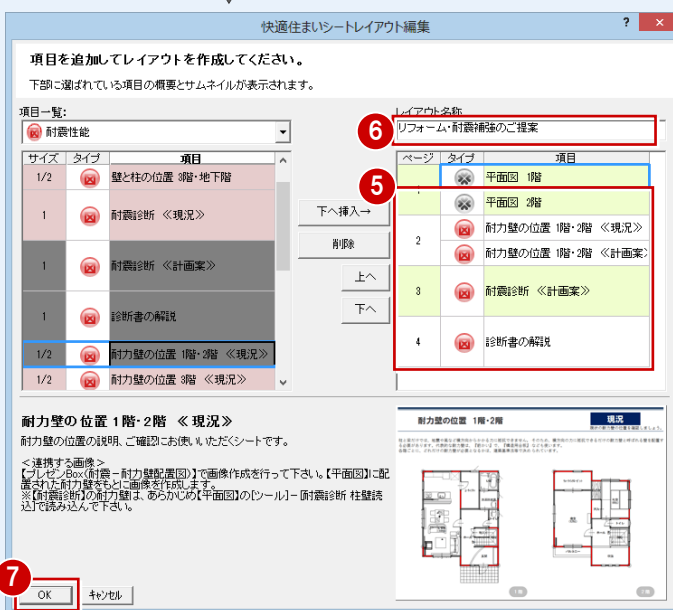 快適住まいシートレイアウト編集
?
×
項目を追加してレイアウトを作成してください。
下部に選ばれている項目の概要とサムネイルが表示されます。
項目一覧:
耐震性能
サイズ タイプ 項目
1/2 壁と柱の位置 3階・地下階
1 耐震診断 ≪現況≫
1 耐震診断 ≪計画案≫
1 診断書の解説
1/2 耐力壁の位置 1階・2階 ≪現況≫
1/2 耐力壁の位置 3階 ≪現況≫
下へ挿入→
削除
上へ
下へ
レイアウト名称
6
リフォーム・耐震補強のご提案
5
ページ タイプ 項目
平面図 1階
平面図 2階
2
耐力壁の位置 1階・2階 ≪現況≫
耐力壁の位置 1階・2階 ≪計画案
3 耐震診断 ≪計画案≫
4 診断書の解説
耐力壁の位置 1階・2階 ≪現況≫
耐力壁の位置の説明、ご確認にお使いいただくシートです。
<連携する画像>
【プレゼンBox(耐震-耐力壁配置図)】で画像作成を行って下さい。【平面図】に配
置された耐力壁をもとに画像を作成します。
※【耐震診断】の耐力壁は、あらかじめ【平面図】の[ツール]-[耐震診断 柱壁読
込]で読み込んで下さい。
耐力壁の位置 1階・2階
現況
1階
2階
7
OK
キャンセル